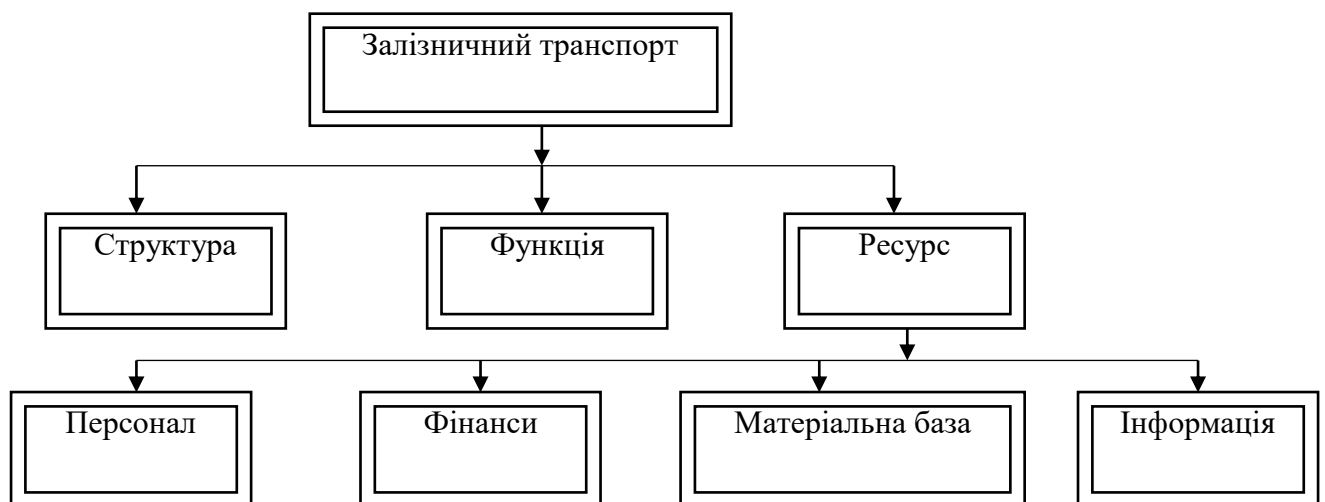 Залізничний транспорт
Структура
Функція
Ресурс
Персонал
Фінанси
Матеріальна база
Інформація